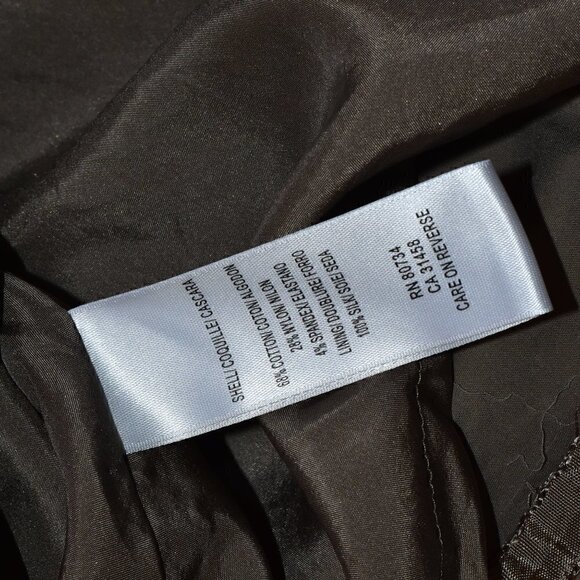 SHELL/ COQUILLE/ CASCARA
68% COTTON/ COTON/ ALGODON
28% NYLON/ NILON
4% SPANDEX/ ELASTANO
LINING/ DOUBLURE/ FORRO
100% SILK/ SOIE/ SEDA
RN 80734
CA 31458
CARE ON REVERSE